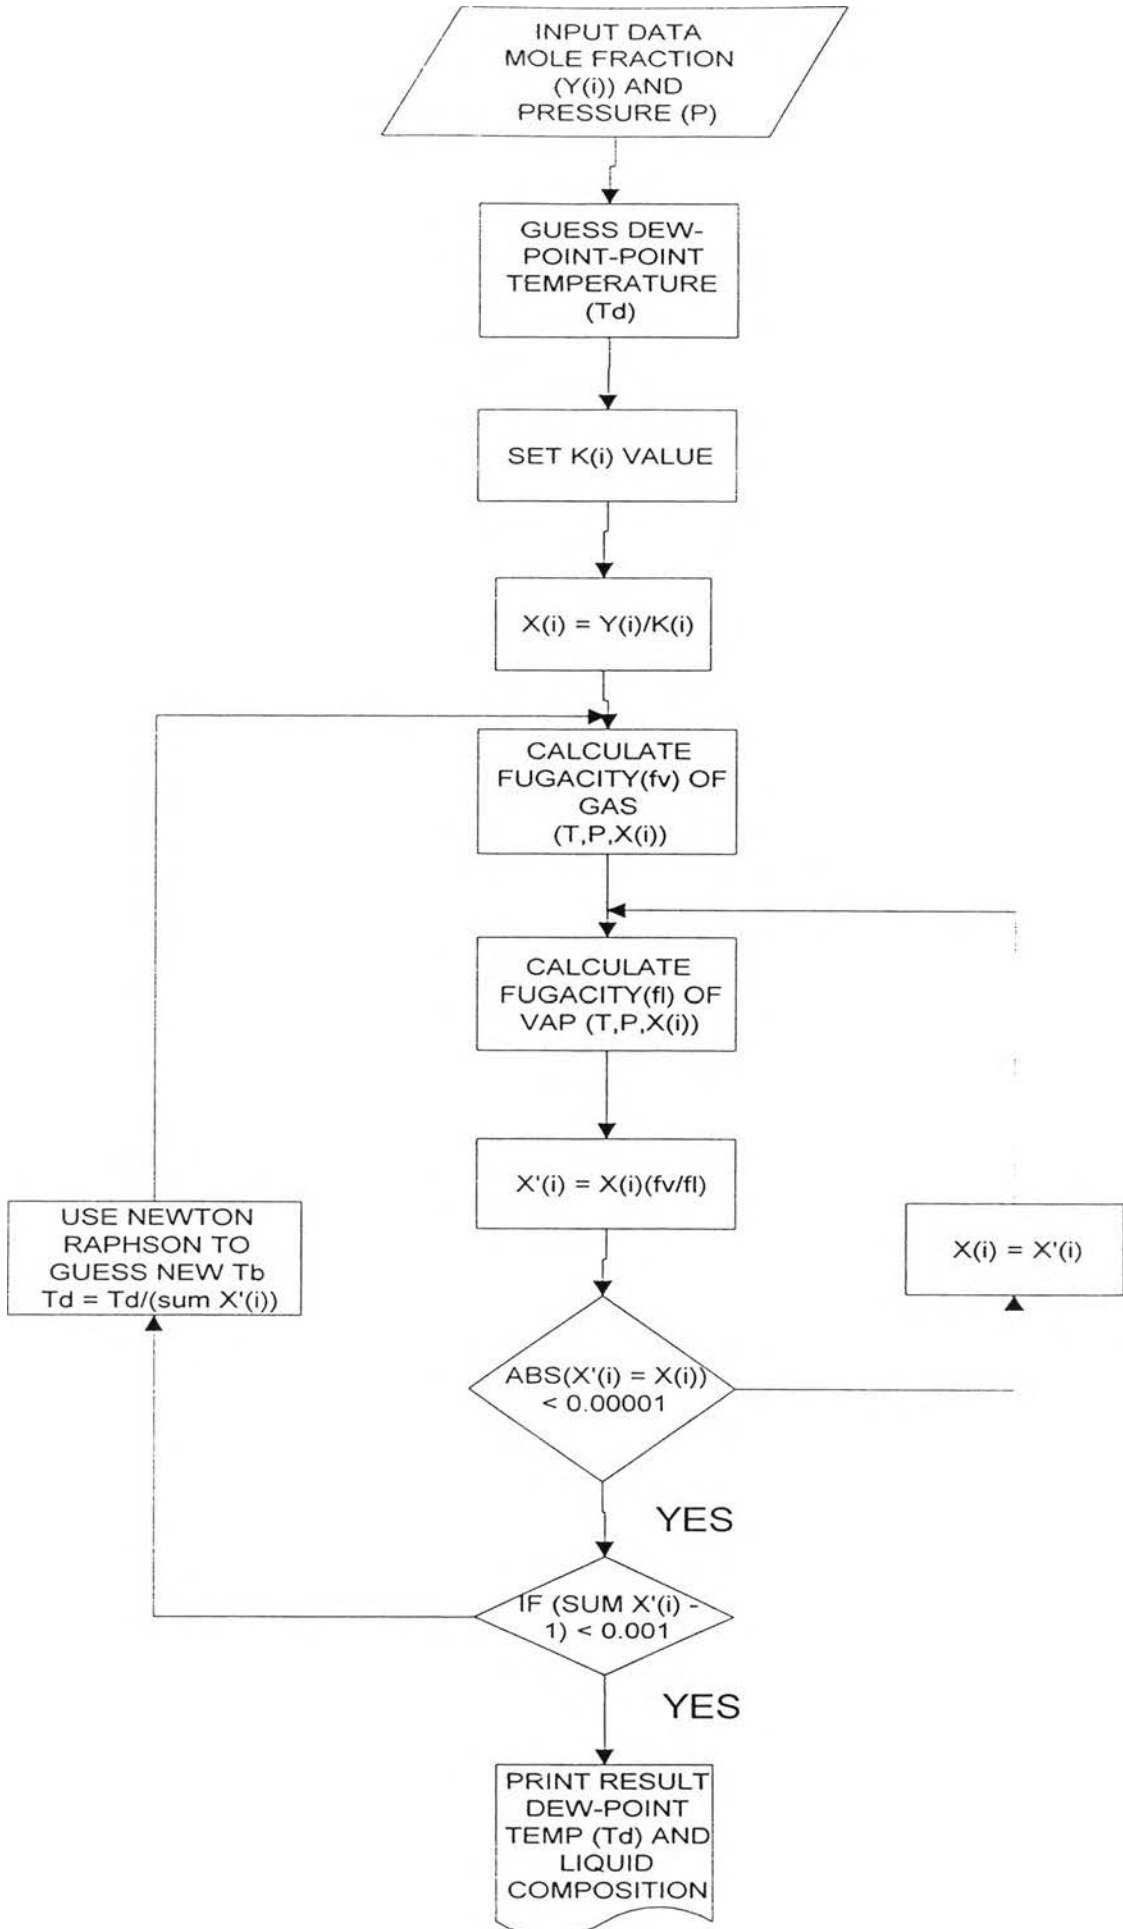 INPUT DATA
MOLE FRACTION
(Y(i)) AND
PRESSURE (P)
GUESS DEW-
POINT-POINT
TEMPERATURE
(Td)
SET K(i) VALUE
X(i) = Y(i)/K(i)
CALCULATE
FUGACITY(fv) OF
GAS
(T,P,X(i))
CALCULATE
FUGACITY(fl) OF
VAP (T,P,X(i))
X'(i) = X(i)(fv/fl)
USE NEWTON
RAPHSON TO
GUESS NEW Tb
Td = Td/(sum X'(i))
X(i) = X'(i)
ABS(X'(i) = X(i))
< 0.00001
YES
IF (SUM X'(i) -
1) < 0.001
YES
PRINT RESULT
DEW-POINT
TEMP (Td) AND
LIQUID
COMPOSITION